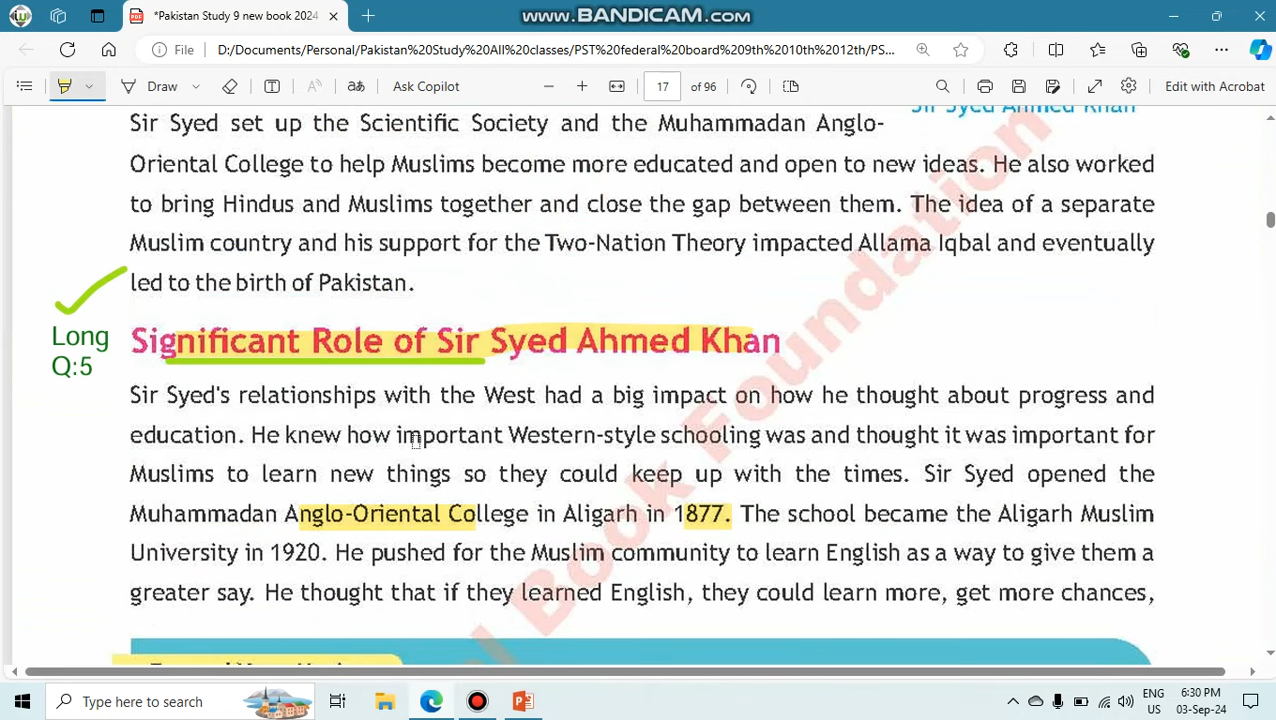 *Pakistan Study 9 new book 2024
www.BANDICAM.com
File D:/Documents/Personal/Pakistan%20Study%20All%20classes/PST%20federal%20board%209th%2010th%2012th/PS...
Draw Ask Copilot 17 of 96 Edit with Acrobat
Sir Syed Ahmed Khan
Sir Syed set up the Scientific Society and the Muhammadan Anglo-
Oriental College to help Muslims become more educated and open to new ideas. He also worked
to bring Hindus and Muslims together and close the gap between them. The idea of a separate
Muslim country and his support for the Two-Nation Theory impacted Allama Iqbal and eventually
led to the birth of Pakistan.
Long
Q:5
Significant Role of Sir Syed Ahmed Khan
Sir Syed's relationships with the West had a big impact on how he thought about progress and
education. He knew how important Western-style schooling was and thought it was important for
Muslims to learn new things so they could keep up with the times. Sir Syed opened the
Muhammadan Anglo-Oriental College in Aligarh in 1877. The school became the Aligarh Muslim
University in 1920. He pushed for the Muslim community to learn English as a way to give them a
greater say. He thought that if they learned English, they could learn more, get more chances,
Book Foundation
Type here to search
ENG
US
6:30 PM
03-Sep-24